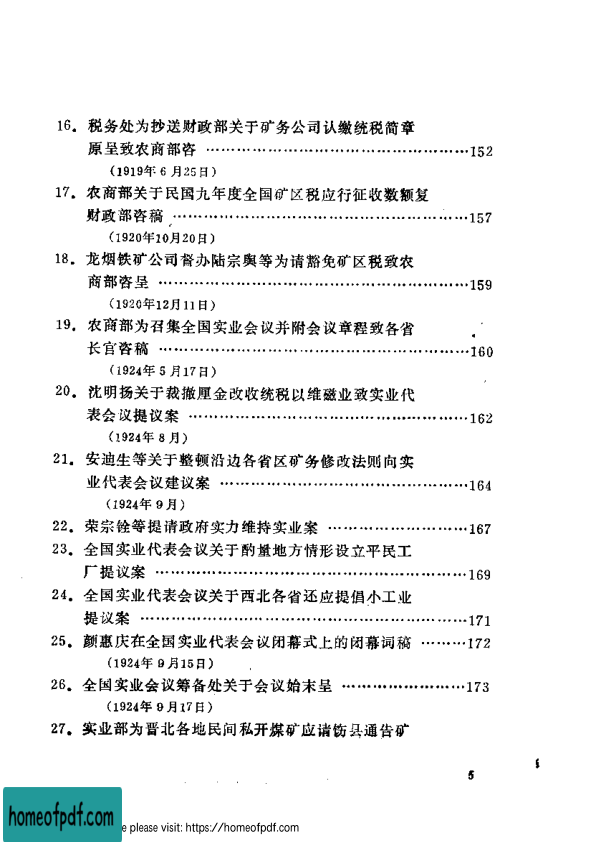 16. 税务处为抄送财政部关于矿务公司认缴统税简章
原呈致农商部咨 ……………………………………………152
(1919年6月25日)
17. 农商部关于民国九年度全国矿区税应行征收数额复
财政部咨稿 …………………………………………………157
(1920年10月20日)
18. 龙烟铁矿公司督办陆宗舆等为请豁免矿区税致农
商部咨呈 ……………………………………………………159
(1920年12月11日)
19. 农商部为召集全国实业会议并附会议章程致各省
长官咨稿 ……………………………………………………160
(1924年5月17日)
20. 沈明扬关于裁撤厘金改收统税以维磁业致实业代
表会议提议案 ………………………………………………162
(1924年8月)
21. 安迪生等关于整顿沿边各省区矿务修改法则向实
业代表会议建议案 …………………………………………164
(1924年9月)
22. 荣宗铨等提请政府实力维持实业案 ………………………167
23. 全国实业代表会议关于酌量地方情形设立平民工
厂提议案 ……………………………………………………169
24. 全国实业代表会议关于西北各省还应提倡小工业
提议案 ………………………………………………………171
25. 颜惠庆在全国实业代表会议闭幕式上的闭幕词稿 ………172
(1924年9月15日)
26. 全国实业会议筹备处关于会议始末呈 ……………………173
(1924年9月17日)
27. 实业部为晋北各地民间私开煤矿应请饬县通告矿
5
homeofpdf.com
e please visit: https://homeofpdf.com